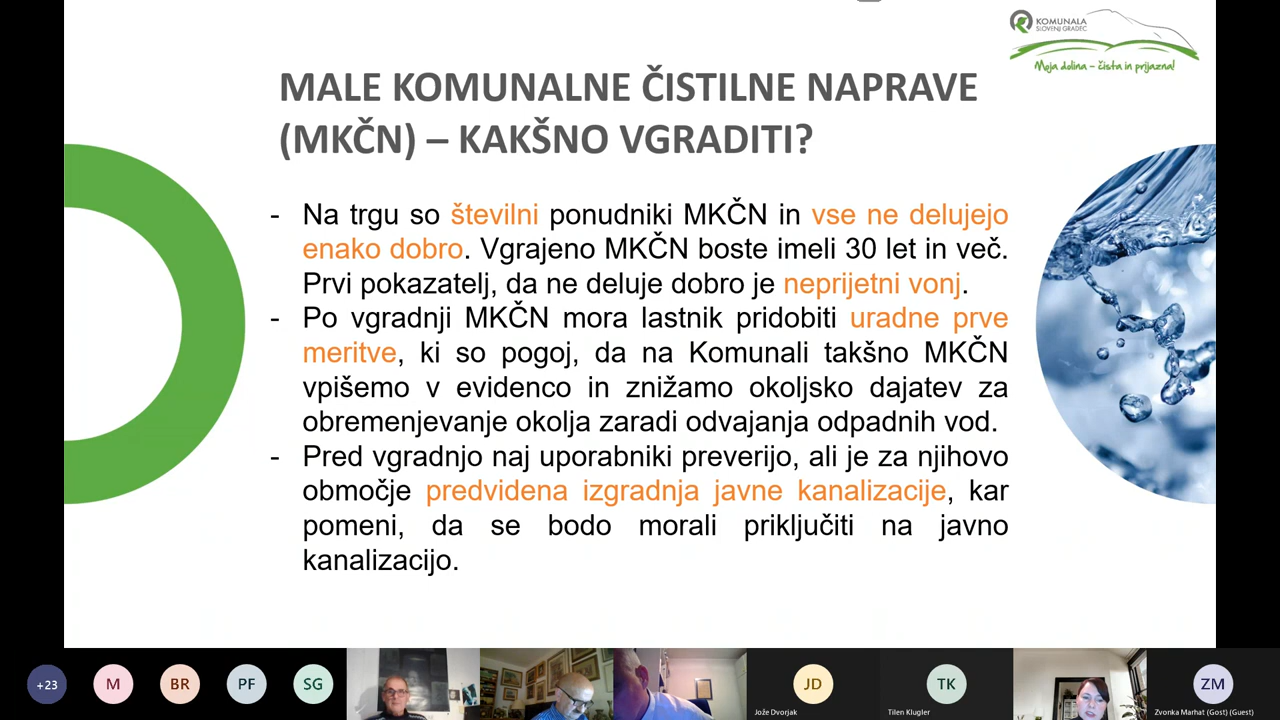 KOMUNALA
SLOVENJ GRADEC
Moja dolina – čista in prijazna!
MALE KOMUNALNE ČISTILNE NAPRAVE
(MKČN) – KAKŠNO VGRADITI?
- Na trgu so številni ponudniki MKČN in vse ne delujejo
enako dobro. Vgrajeno MKČN boste imeli 30 let in več.
Prvi pokazatelj, da ne deluje dobro je neprijetni vonj.
- Po vgradnji MKČN mora lastnik pridobiti uradne prve
meritve, ki so pogoj, da na Komunali takšno MKČN
vpišemo v evidenco in znižamo okoljsko dajatev za
obremenjevanje okolja zaradi odvajanja odpadnih vod.
- Pred vgradnjo naj uporabniki preverijo, ali je za njihovo
območje predvidena izgradnja javne kanalizacije, kar
pomeni, da se bodo morali priključiti na javno
kanalizacijo.
+23
M
BR
PF
SG
JD
Jože Dvorjak
TK
Tilen Klugler
ZM
Zvonka Marhat (Gost) (Guest)